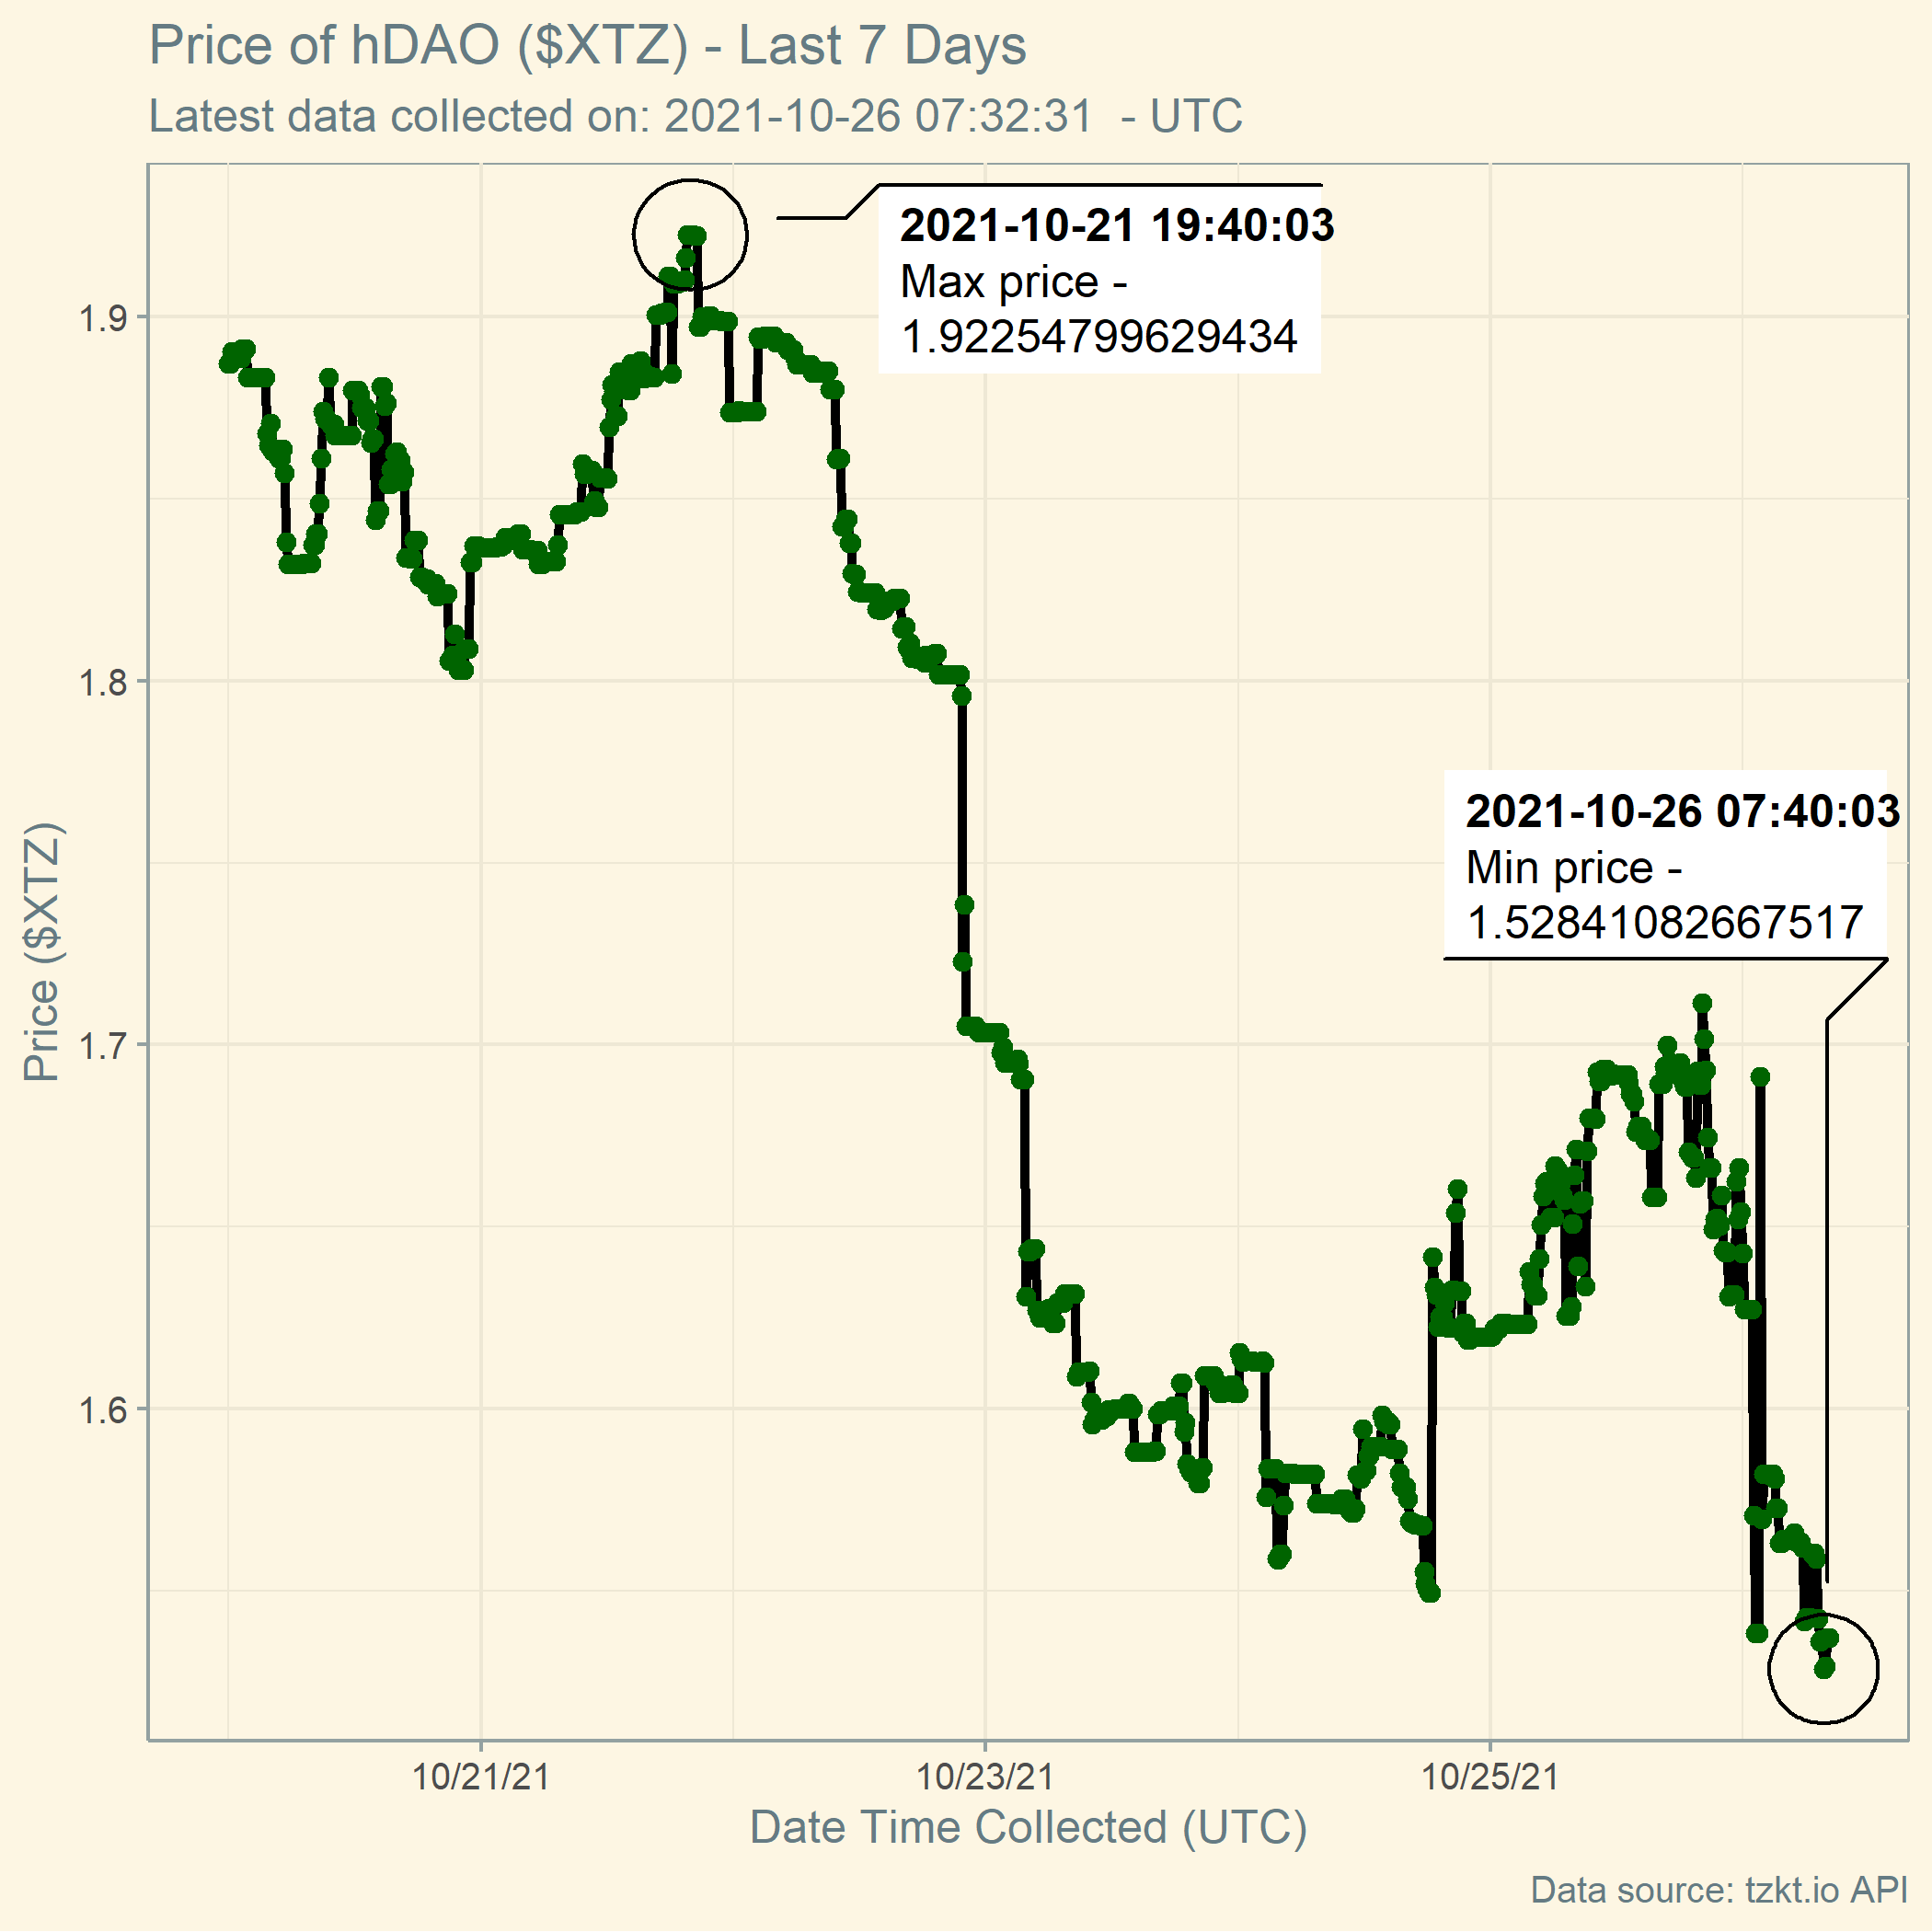 Price of hDAO ($XTZ) - Last 7 Days
Latest data collected on: 2021-10-26 07:32:31  - UTC
2021-10-21 19:40:03
Max price -
1.92254799629434
1.9
1.8
2021-10-26 07:40:03
Min price -
1.52841082667517
Price ($XTZ)
1.7
1.6
10/21/21
10/23/21
10/25/21
Date Time Collected (UTC)
Data source: tzkt.io API